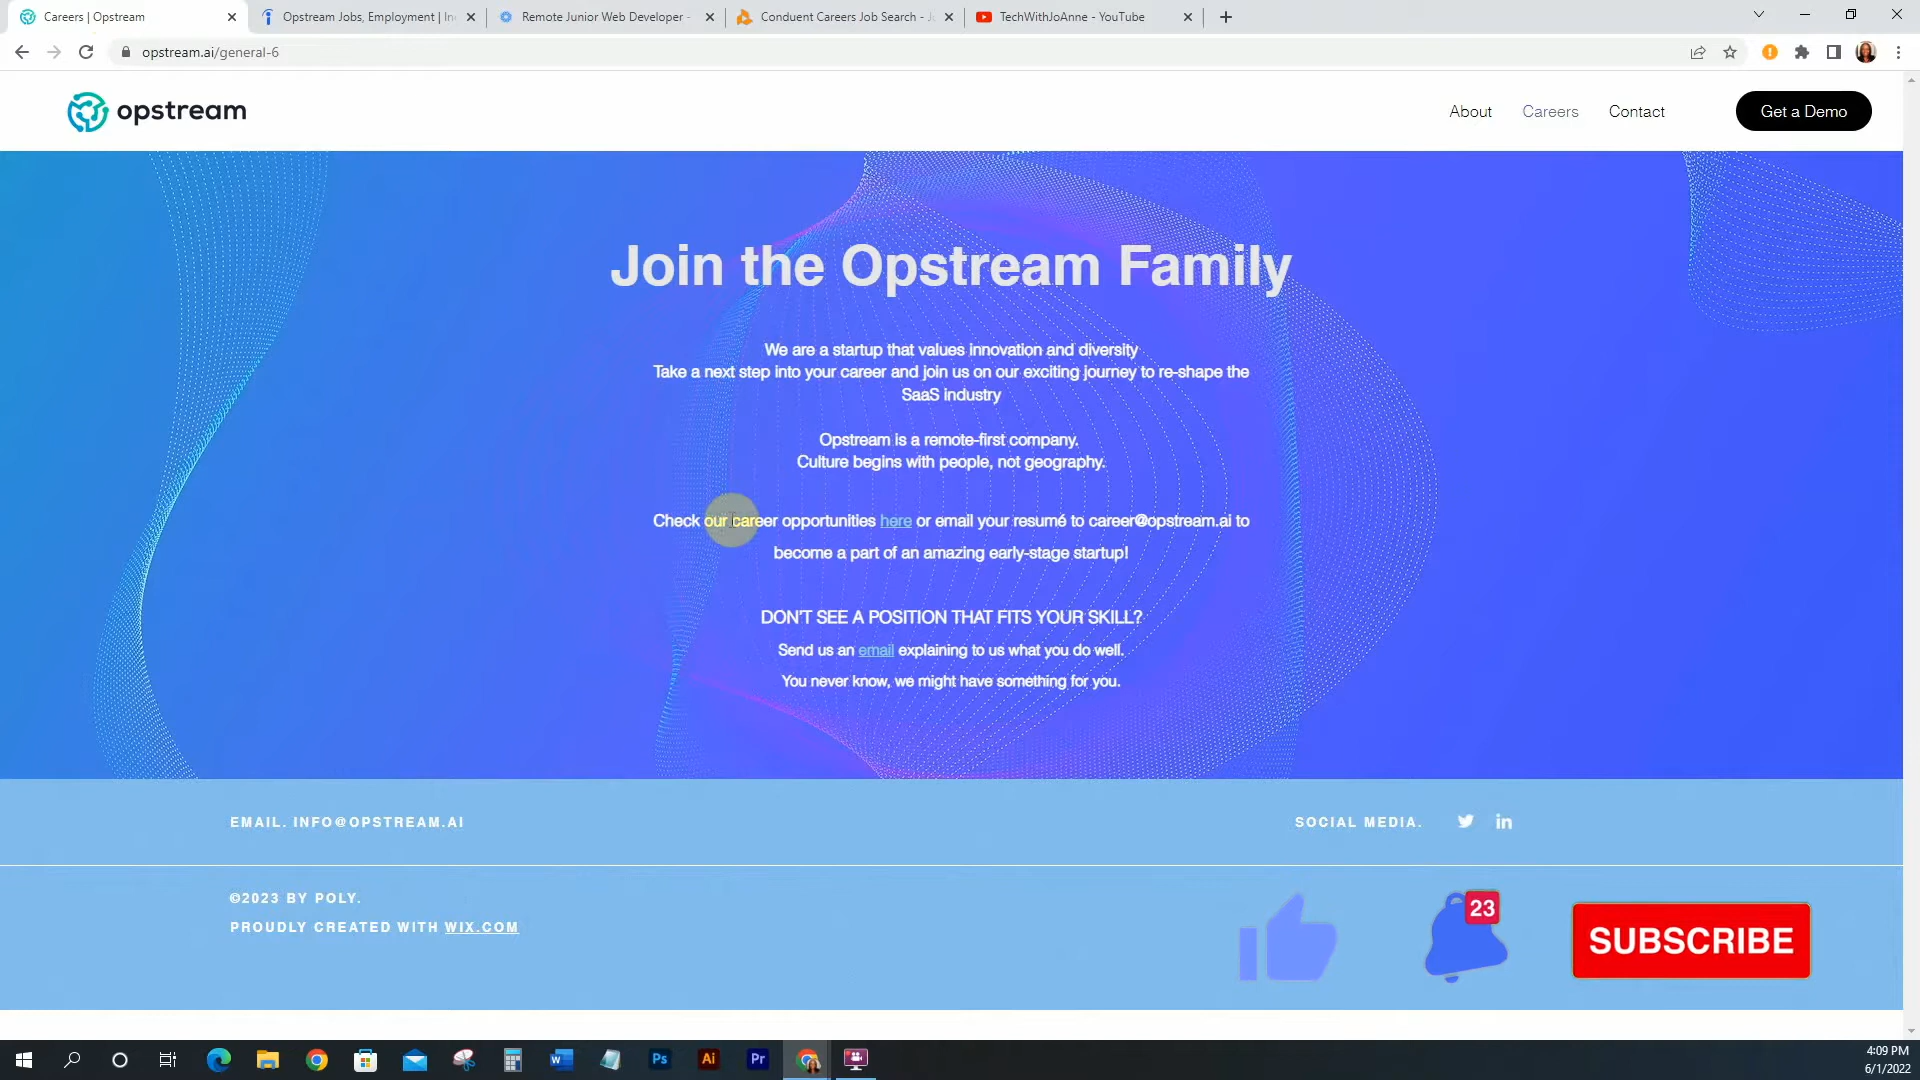 Careers | Opstream
Opstream Jobs, Employment | In
Remote Junior Web Developer -
Conduent Careers Job Search - Ju
TechWithJoAnne - YouTube
opstream.ai/general-6
opstream
About
Careers
Contact
Get a Demo
Join the Opstream Family
We are a startup that values innovation and diversity
Take a next step into your career and join us on our exciting journey to re-shape the
SaaS industry
Opstream is a remote-first company.
Culture begins with people, not geography.
Check our career opportunities here or email your resumé to career@opstream.ai to
become a part of an amazing early-stage startup!
DON'T SEE A POSITION THAT FITS YOUR SKILL?
Send us an email explaining to us what you do well.
You never know, we might have something for you.
EMAIL. INFO@OPSTREAM.AI
SOCIAL MEDIA.
in
©2023 BY POLY.
PROUDLY CREATED WITH WIX.COM
23
SUBSCRIBE
W
Ps
Ai
Pr
4:09 PM
6/1/2022